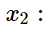 x₂ :